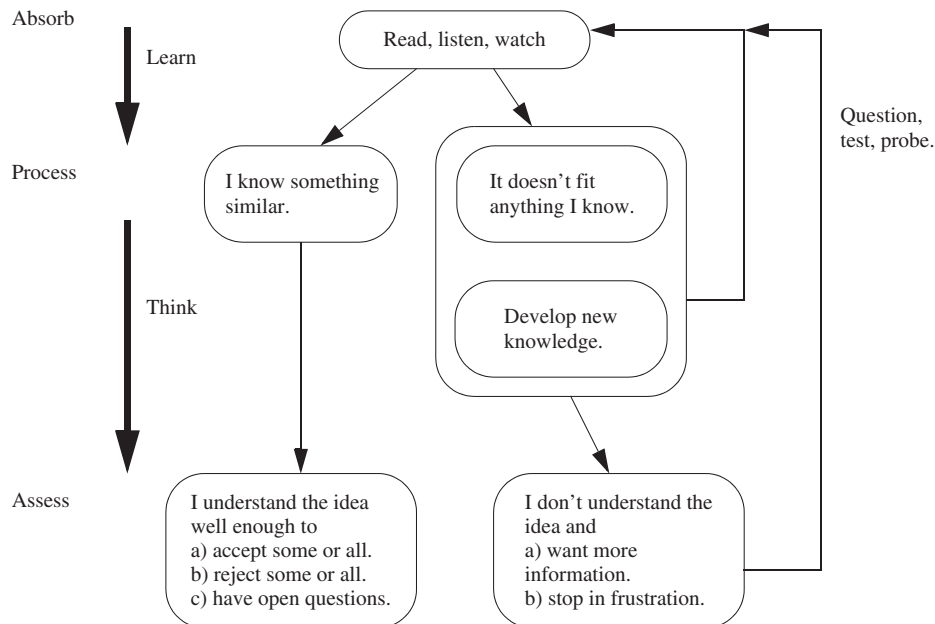 Absorb
Learn
Read, listen, watch
Question,
test, probe.
Process
I know something
similar.
It doesn't fit
anything I know.
Develop new
knowledge.
Think
Assess
I understand the idea
well enough to
a) accept some or all.
b) reject some or all.
c) have open questions.
I don't understand the
idea and
a) want more
information.
b) stop in frustration.